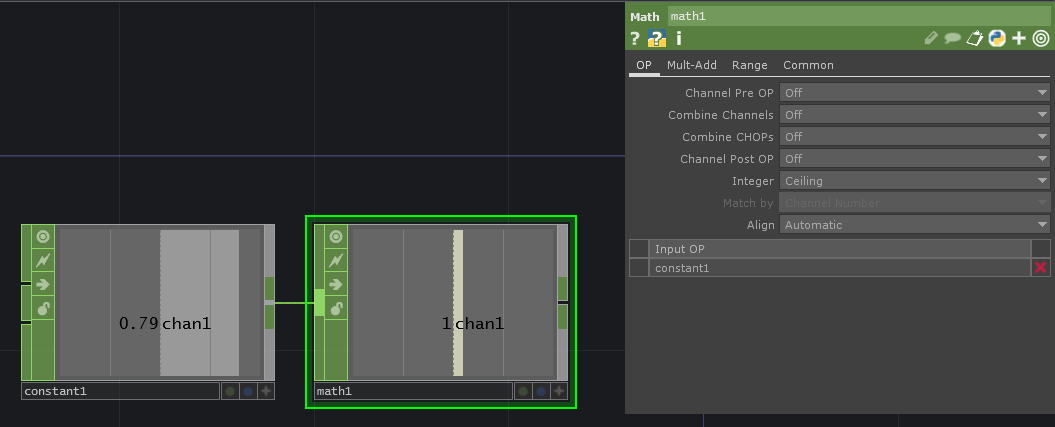 Math math1
? ? i
OP Mult-Add Range Common
Channel Pre OP Off
Combine Channels Off
Combine CHOPs Off
Channel Post OP Off
Integer Ceiling
Match by Channel Number
Align Automatic
Input OP
constant1
0.79 chan1
1 chan1
constant1
math1